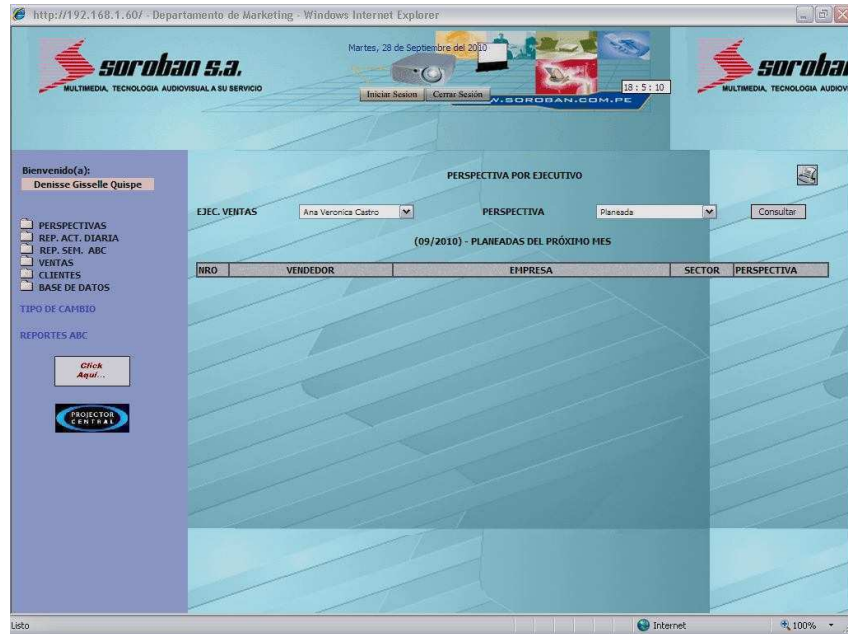 http://192.168.1.60/ - Departamento de Marketing - Windows Internet Explorer
soroban s.a.
MULTIMEDIA, TECNOLOGIA AUDIOVISUAL A SU SERVICIO
Martes, 28 de Septiembre del 2010
Iniciar Sesion Cerrar Sesión
W.SOROBAN.COM.PE
18 : 5 : 10
soroba
MULTIMEDIA, TECNOLOGIA AUDIOV
Bienvenido(a):
Denisse Gisselle Quispe
PERSPECTIVAS
REP. ACT. DIARIA
REP. SEM. ABC
VENTAS
CLIENTES
BASE DE DATOS
TIPO DE CAMBIO
REPORTES ABC
Click
Aquí...
PROJECTOR
CENTRAL
PERSPECTIVA POR EJECUTIVO
EJEC. VENTAS Ana Veronica Castro PERSPECTIVA Planeada Consultar
(09/2010) - PLANEADAS DEL PRÓXIMO MES
NRO VENDEDOR EMPRESA SECTOR PERSPECTIVA
Listo Internet 100%